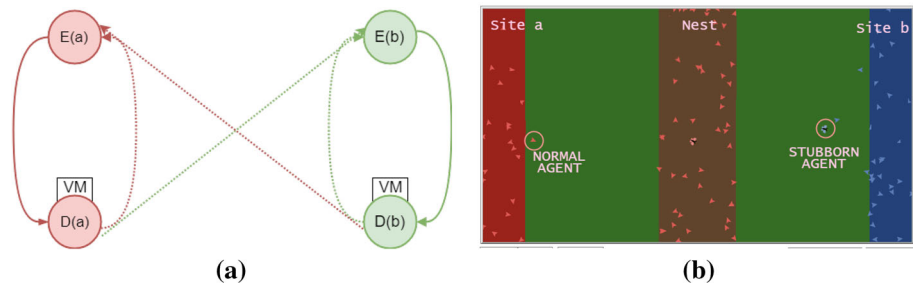 E(a)
E(b)
VM
VM
D(a)
D(b)
(a)
Site a
Nest
Site b
NORMAL
AGENT
STUBBORN
AGENT
(b)